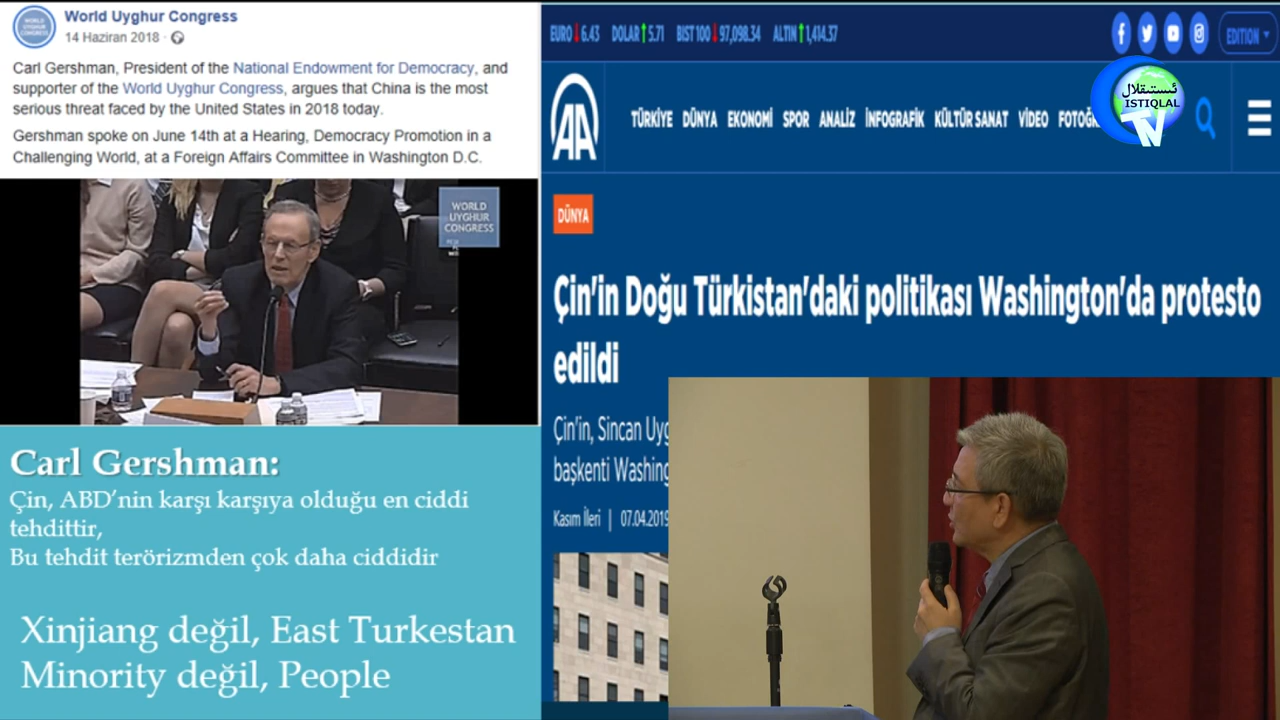 World Uyghur Congress
14 Haziran 2018 ·
Carl Gershman, President of the National Endowment for Democracy, and
supporter of the World Uyghur Congress, argues that China is the most
serious threat faced by the United States in 2018 today.
Gershman spoke on June 14th at a Hearing, Democracy Promotion in a
Challenging World, at a Foreign Affairs Committee in Washington D.C.
WORLD
UYGHUR
CONGRESS
Carl Gershman:
Çin, ABD’nin karşı karşıya olduğu en ciddi
tehdittir,
Bu tehdit terörizmden çok daha ciddidir
Xinjiang değil, East Turkestan
Minority değil, People
EURO 6.43 DOLAR 5.71 BIST 100 97,098.34 ALTIN 1,414.37
EDITION
AA
TÜRKİYE DÜNYA EKONOMİ SPOR ANALİZ İNFOGRAFİK KÜLTÜR SANAT VİDEO FOTOĞR
ئىستىقلال
ISTIQLAL
TV
DÜNYA
Çin'in Doğu Türkistan'daki politikası Washington'da protesto
edildi
Çin'in, Sincan Uyg
başkenti Washing
Kasım İleri | 07.04.2019